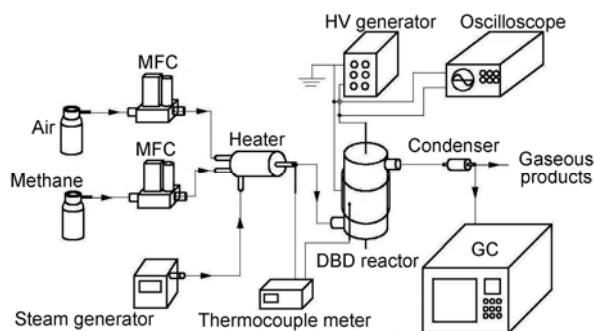 HV generator
Oscilloscope
MFC
Air
Heater
Condenser
MFC
Methane
Gaseous
products
GC
DBD reactor
Steam generator
Thermocouple meter